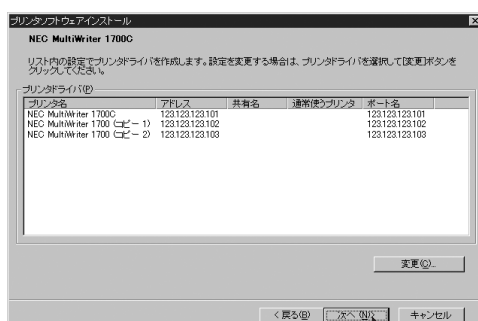 プリンタソフトウェアインストール
NEC MultiWriter 1700C
リスト内の設定でプリンタドライバを作成します。設定を変更する場合は、プリンタドライバを選択して[変更]ボタンを
クリックしてください。
プリンタドライバ(P)
プリンタ名 アドレス 共有名 通常使うプリンタ ポート名
NEC MultiWriter 1700C 123.123.123.101 123.123.123.101
NEC MultiWriter 1700 (コピー 1) 123.123.123.102 123.123.123.102
NEC MultiWriter 1700 (コピー 2) 123.123.123.103 123.123.123.103
変更(C)...
< 戻る(B) 次へ (N)> キャンセル